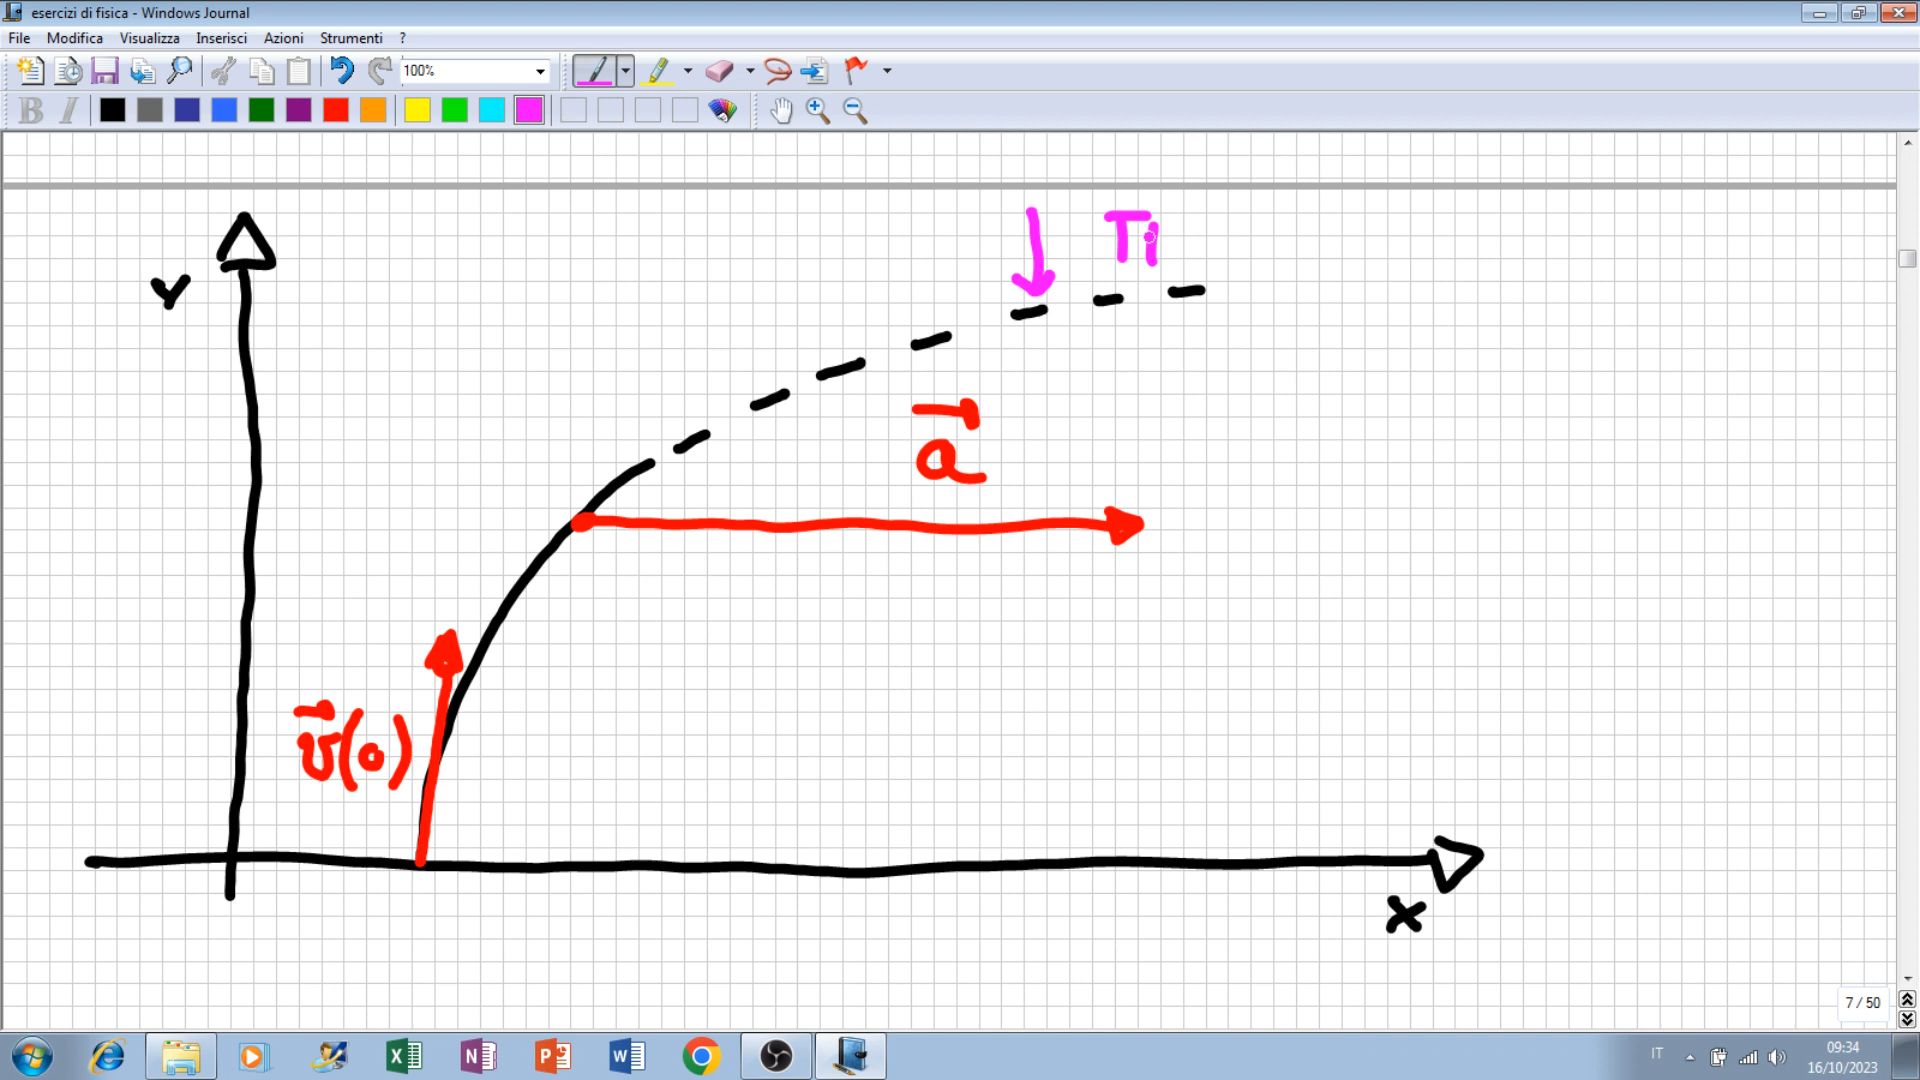 esercizi di fisica - Windows Journal
File Modifica Visualizza Inserisci Azioni Strumenti ?
100%
B I
Ti
y
a
v(0)
x
7 / 50
IT
09:34
16/10/2023